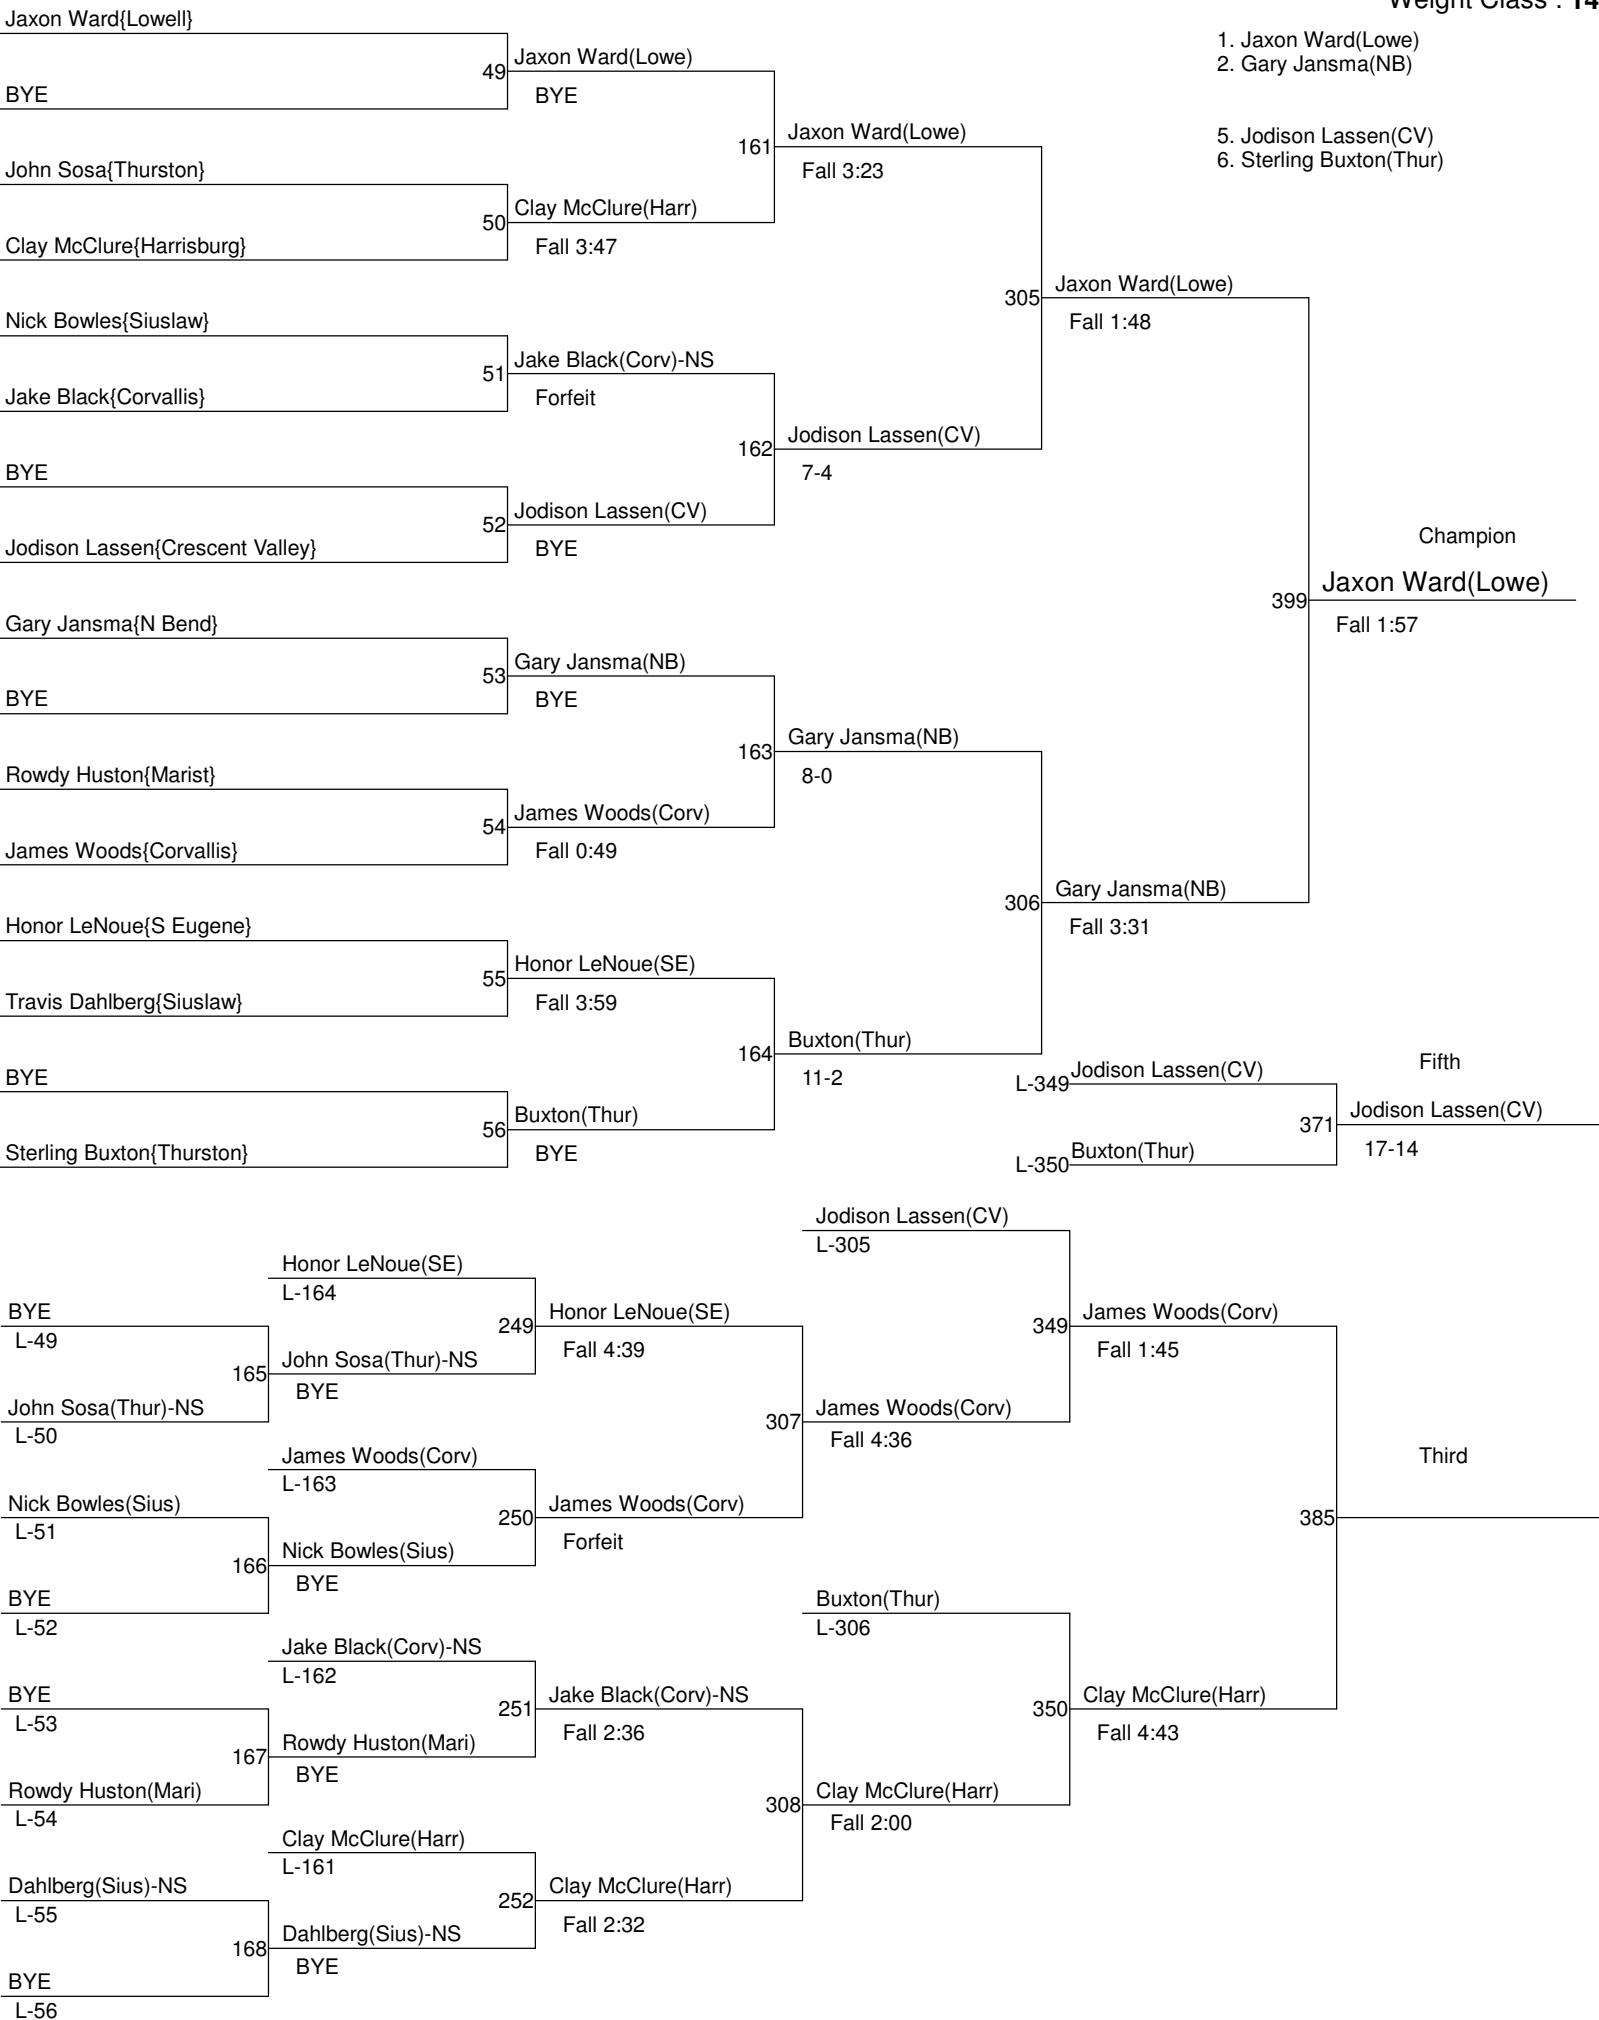 Weight Class : 14
1. Jaxon Ward(Lowe)
2. Gary Jansma(NB)
5. Jodison Lassen(CV)
6. Sterling Buxton(Thur)
Jaxon Ward{Lowell}
BYE
John Sosa{Thurston}
Clay McClure{Harrisburg}
Nick Bowles{Siuslaw}
Jake Black{Corvallis}
BYE
Jodison Lassen{Crescent Valley}
Gary Jansma{N Bend}
BYE
Rowdy Huston{Marist}
James Woods{Corvallis}
Honor LeNoue{S Eugene}
Travis Dahlberg{Siuslaw}
BYE
Sterling Buxton{Thurston}
49 Jaxon Ward(Lowe)
BYE
50 Clay McClure(Harr)
Fall 3:47
51 Jake Black(Corv)-NS
Forfeit
52 Jodison Lassen(CV)
BYE
53 Gary Jansma(NB)
BYE
54 James Woods(Corv)
Fall 0:49
55 Honor LeNoue(SE)
Fall 3:59
56 Buxton(Thur)
BYE
161 Jaxon Ward(Lowe)
Fall 3:23
162 Jodison Lassen(CV)
7-4
163 Gary Jansma(NB)
8-0
164 Buxton(Thur)
11-2
305 Jaxon Ward(Lowe)
Fall 1:48
306 Gary Jansma(NB)
Fall 3:31
Champion
399 Jaxon Ward(Lowe)
Fall 1:57
L-349 Jodison Lassen(CV)
L-350 Buxton(Thur)
Fifth
371 Jodison Lassen(CV)
17-14
BYE
L-49
John Sosa(Thur)-NS
L-50
Nick Bowles(Sius)
L-51
BYE
L-52
BYE
L-53
Rowdy Huston(Mari)
L-54
Dahlberg(Sius)-NS
L-55
BYE
L-56
Honor LeNoue(SE)
L-164
165 John Sosa(Thur)-NS
BYE
James Woods(Corv)
L-163
166 Nick Bowles(Sius)
BYE
Jake Black(Corv)-NS
L-162
167 Rowdy Huston(Mari)
BYE
Clay McClure(Harr)
L-161
168 Dahlberg(Sius)-NS
BYE
249 Honor LeNoue(SE)
Fall 4:39
250 James Woods(Corv)
Forfeit
251 Jake Black(Corv)-NS
Fall 2:36
252 Clay McClure(Harr)
Fall 2:32
Jodison Lassen(CV)
L-305
307 James Woods(Corv)
Fall 4:36
Buxton(Thur)
L-306
308 Clay McClure(Harr)
Fall 2:00
349 James Woods(Corv)
Fall 1:45
350 Clay McClure(Harr)
Fall 4:43
Third
385